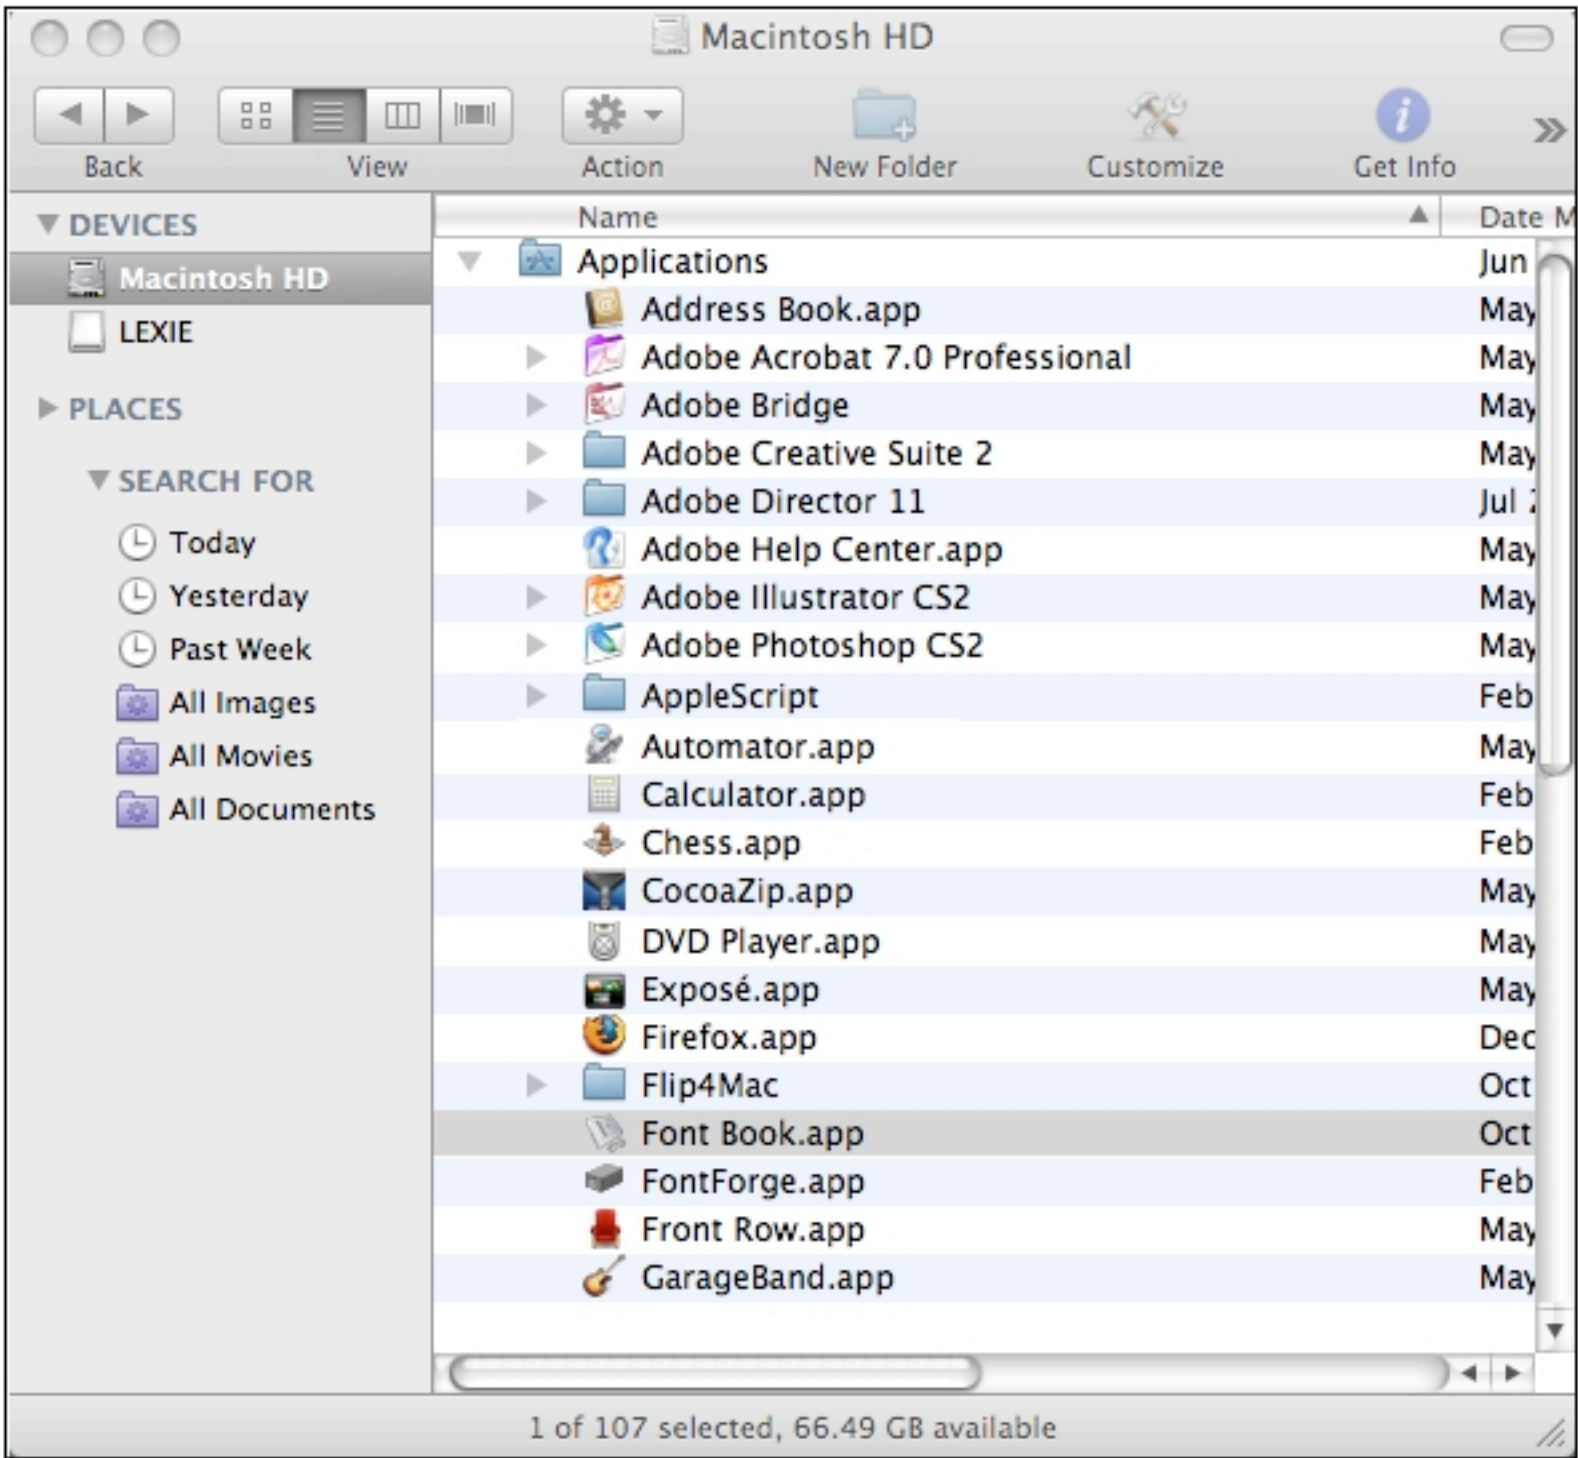 Macintosh HD
Back View Action New Folder Customize Get Info
DEVICES
Macintosh HD
LEXIE
PLACES
SEARCH FOR
Today
Yesterday
Past Week
All Images
All Movies
All Documents
Name Date M
Applications Jun
Address Book.app May
Adobe Acrobat 7.0 Professional May
Adobe Bridge May
Adobe Creative Suite 2 May
Adobe Director 11 Jul
Adobe Help Center.app May
Adobe Illustrator CS2 May
Adobe Photoshop CS2 May
AppleScript Feb
Automator.app May
Calculator.app Feb
Chess.app Feb
CocoaZip.app May
DVD Player.app May
Exposé.app May
Firefox.app Dec
Flip4Mac Oct
Font Book.app Oct
FontForge.app Feb
Front Row.app May
GarageBand.app May
1 of 107 selected, 66.49 GB available